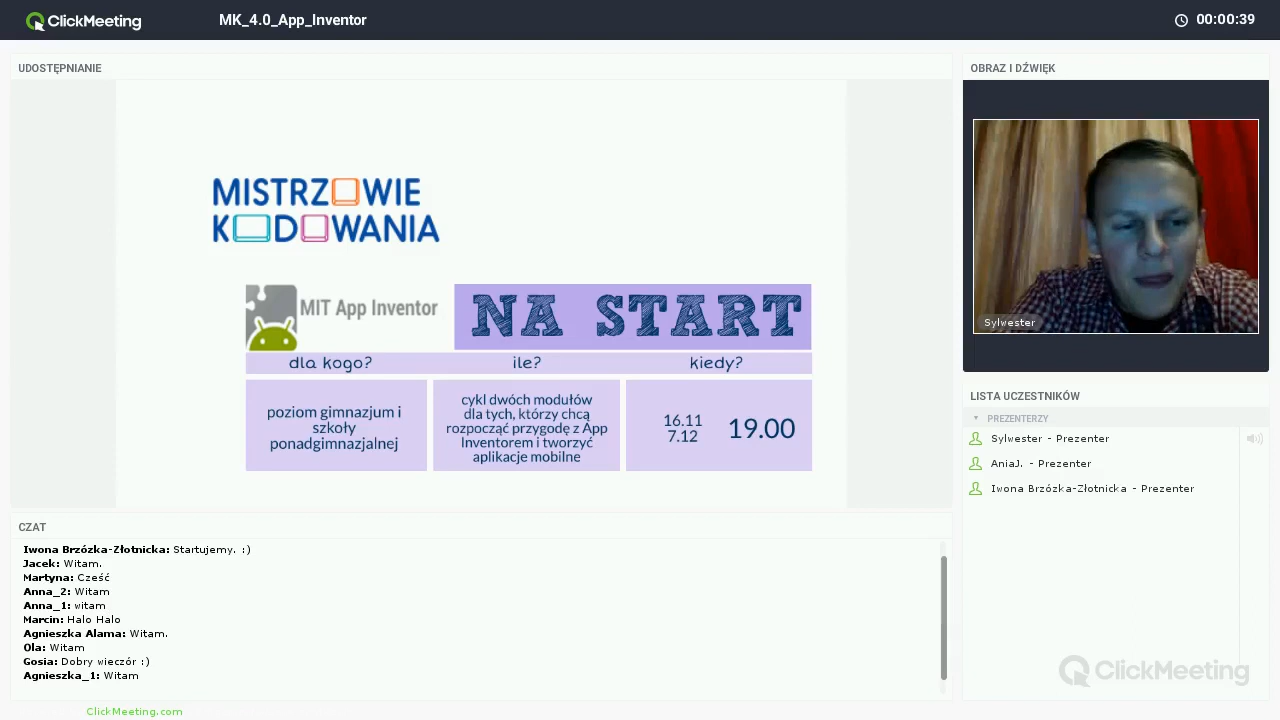 ClickMeeting
MK_4.0_App_Inventor
00:00:39
UDOSTĘPNIANIE
OBRAZ I DŹWIĘK
MISTRZOWIE
KODOWANIA
MIT App Inventor
NA START
dla kogo?
ile?
kiedy?
poziom gimnazjum i
szkoły
ponadgimnazjalnej
cykl dwóch modułów
dla tych, którzy chcą
rozpocząć przygodę z App
Inventorem i tworzyć
aplikacje mobilne
16.11
7.12
19.00
Sylwester
LISTA UCZESTNIKÓW
PREZENTERZY
Sylwester - Prezenter
AniaJ. - Prezenter
Iwona Brzózka-Złotnicka - Prezenter
CZAT
Iwona Brzózka-Złotnicka: Startujemy. :)
Jacek: Witam.
Martyna: Cześć
Anna_2: Witam
Anna_1: witam
Marcin: Halo Halo
Agnieszka Alama: Witam.
Ola: Witam
Gosia: Dobry wieczór :)
Agnieszka_1: Witam
ClickMeeting
ClickMeeting.com